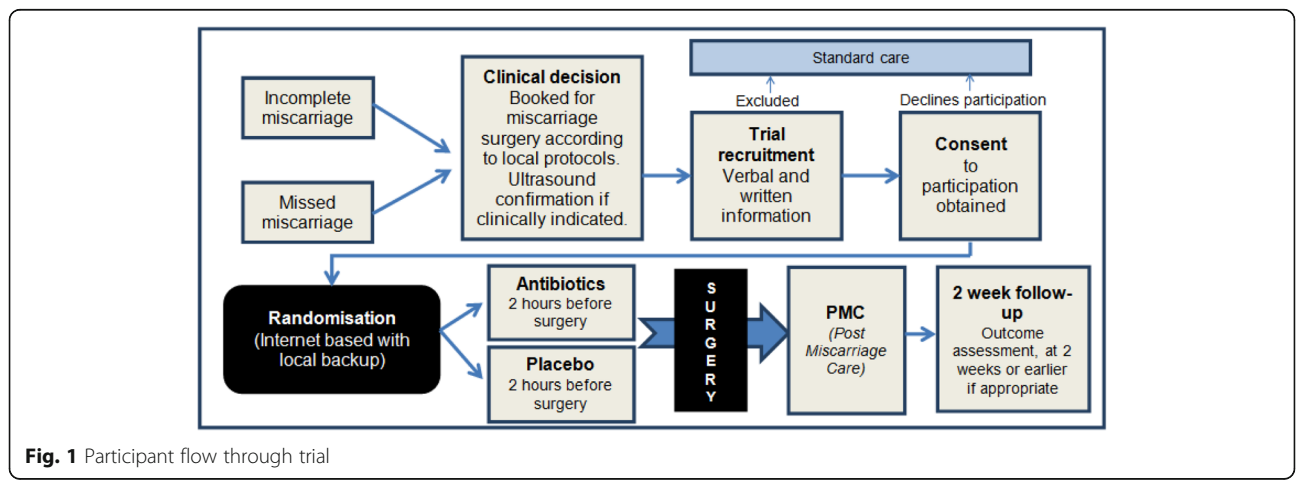 Incomplete
miscarriage
Missed
miscarriage
Clinical decision
Booked for
miscarriage
surgery according
to local protocols.
Ultrasound
confirmation if
clinically indicated.
Standard care
Excluded
Declines participation
Trial
recruitment
Verbal and
written
information
Consent
to
participation
obtained
Randomisation
(Internet based with
local backup)
Antibiotics
2 hours before
surgery
Placebo
2 hours before
surgery
S
U
R
G
E
R
Y
PMC
(Post
Miscarriage
Care)
2 week follow-
up
Outcome
assessment, at 2
weeks or earlier
if appropriate
Fig. 1 Participant flow through trial